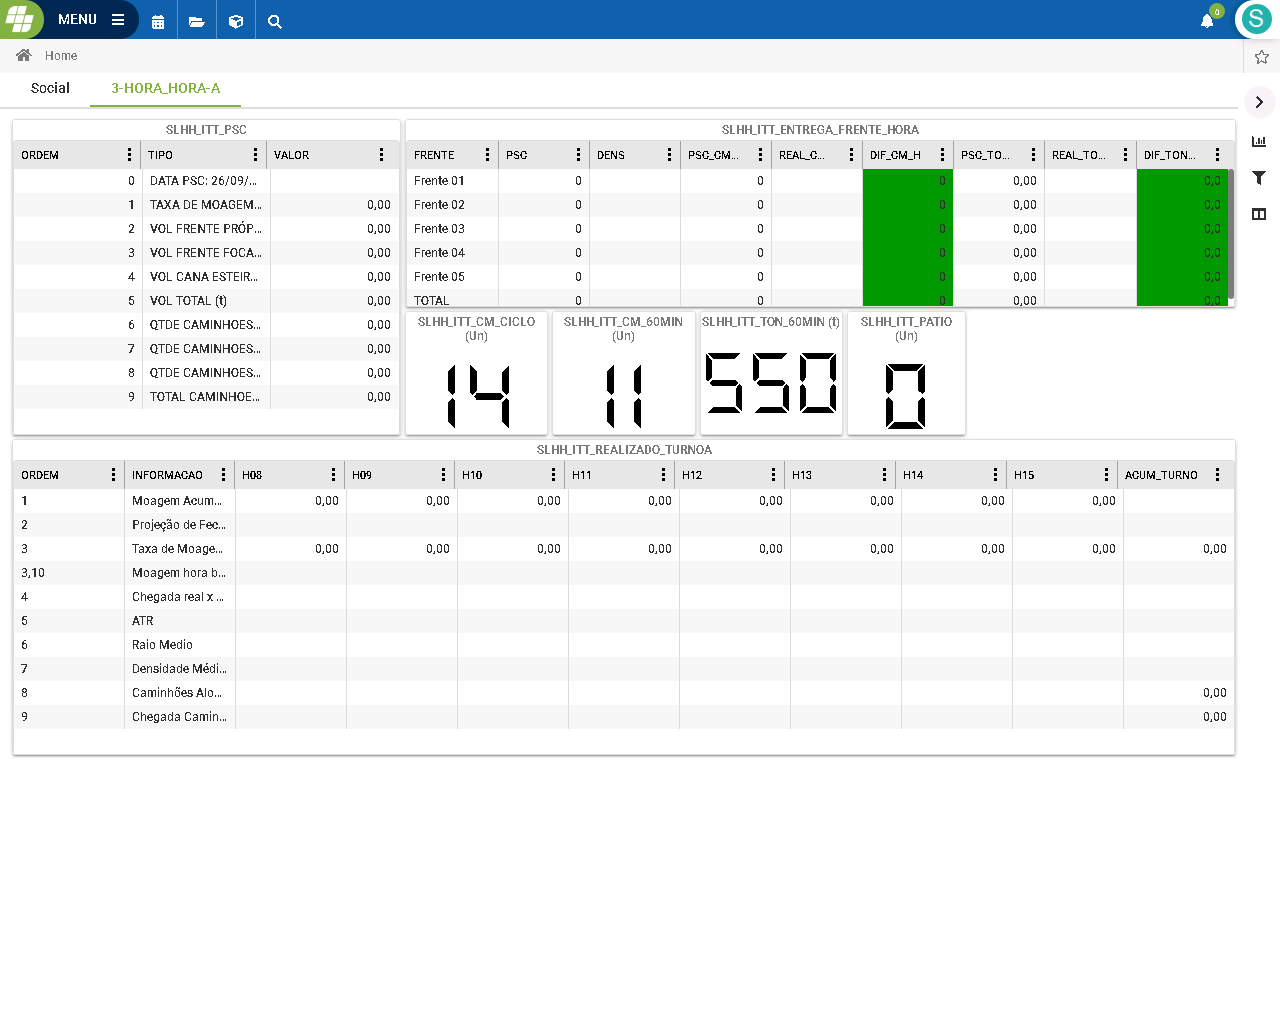 MENU
0
S
Home
Social 3-HORA_HORA-A
SLHH_ITT_PSC
ORDEM TIPO VALOR
0 DATA PSC: 26/09/...
1 TAXA DE MOAGEM... 0,00
2 VOL FRENTE PRÓP... 0,00
3 VOL FRENTE FOCA... 0,00
4 VOL CANA ESTEIR... 0,00
5 VOL TOTAL (t) 0,00
6 QTDE CAMINHOES... 0,00
7 QTDE CAMINHOES... 0,00
8 QTDE CAMINHOES... 0,00
9 TOTAL CAMINHOE... 0,00
SLHH_ITT_ENTREGA_FRENTE_HORA
FRENTE PSC DENS PSC_CM... REAL_C... DIF_CM_H PSC_TO... REAL_TO... DIF_TON...
Frente 01 0 0 0 0,00 0,0
Frente 02 0 0 0 0,00 0,0
Frente 03 0 0 0 0,00 0,0
Frente 04 0 0 0 0,00 0,0
Frente 05 0 0 0 0,00 0,0
TOTAL 0 0 0 0,00 0,0
SLHH_ITT_CM_CICLO
(Un)
14
SLHH_ITT_CM_60MIN
(Un)
11
SLHH_ITT_TON_60MIN (t)
550
SLHH_ITT_PATIO
(Un)
0
SLHH_ITT_REALIZADO_TURNOA
ORDEM INFORMACAO H08 H09 H10 H11 H12 H13 H14 H15 ACUM_TURNO
1 Moagem Acum... 0,00 0,00 0,00 0,00 0,00 0,00 0,00 0,00
2 Projeção de Fec...
3 Taxa de Moage... 0,00 0,00 0,00 0,00 0,00 0,00 0,00 0,00 0,00
3,10 Moagem hora b...
4 Chegada real x ...
5 ATR
6 Raio Medio
7 Densidade Médi...
8 Caminhões Alo... 0,00
9 Chegada Camin... 0,00